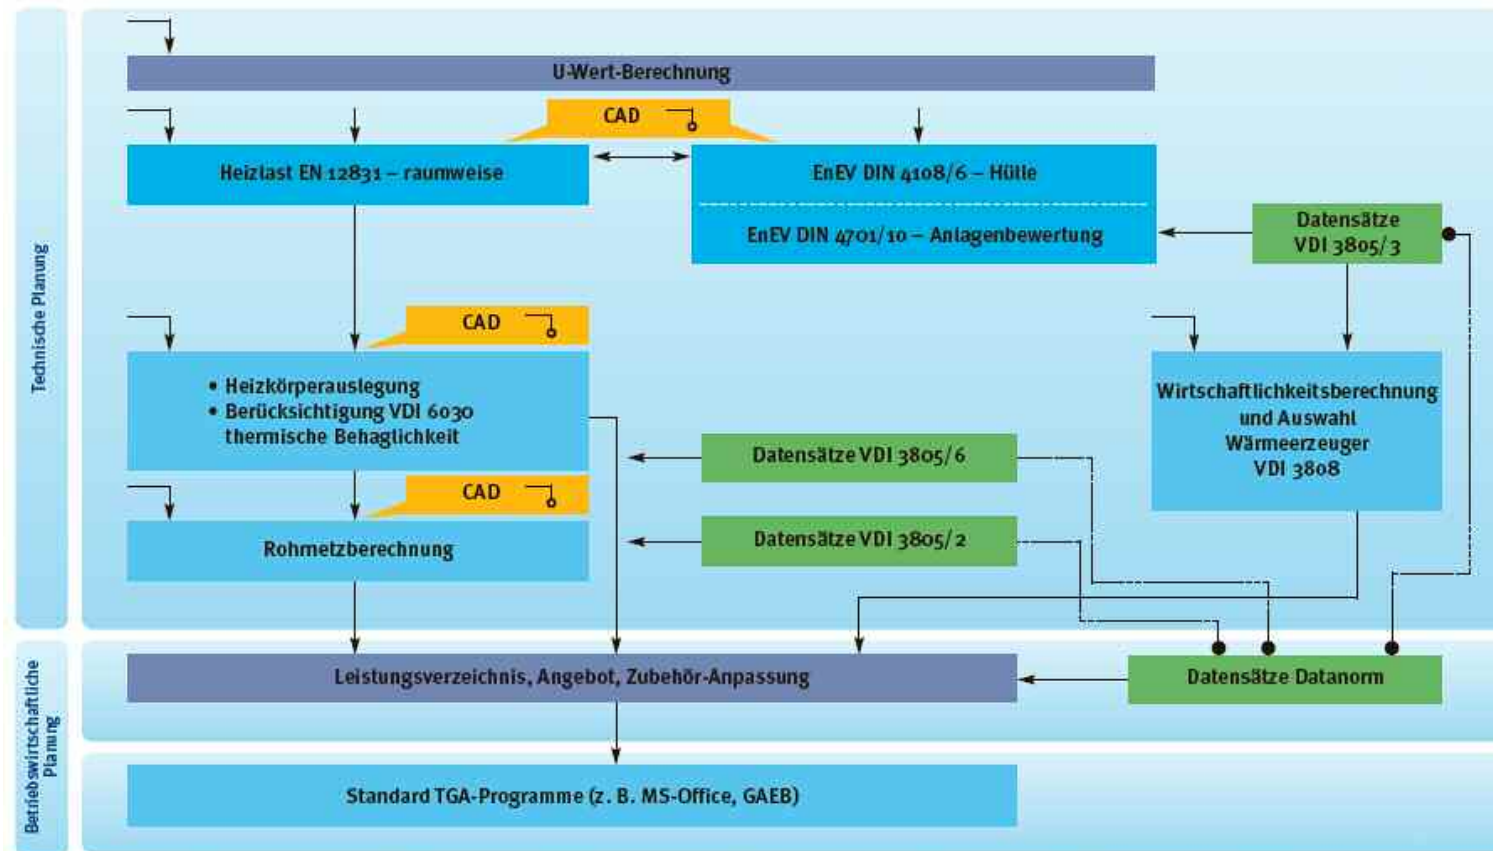 Technische Planung
U-Wert-Berechnung
CAD
Heizlast EN 12831 – raumweise
EnEV DIN 4108/6 – Hülle
EnEV DIN 4701/10 – Anlagenbewertung
Datensätze
VDI 3805/3
CAD
• Heizkörperauslegung
• Berücksichtigung VDI 6030
thermische Behaglichkeit
Wirtschaftlichkeitsberechnung
und Auswahl
Wärmeerzeuger
VDI 3808
Datensätze VDI 3805/6
CAD
Rohrnetzberechnung
Datensätze VDI 3805/2
Betriebswirtschaftliche
Planung
Leistungsverzeichnis, Angebot, Zubehör-Anpassung
Datensätze Datanorm
Standard TGA-Programme (z. B. MS-Office, GAEB)